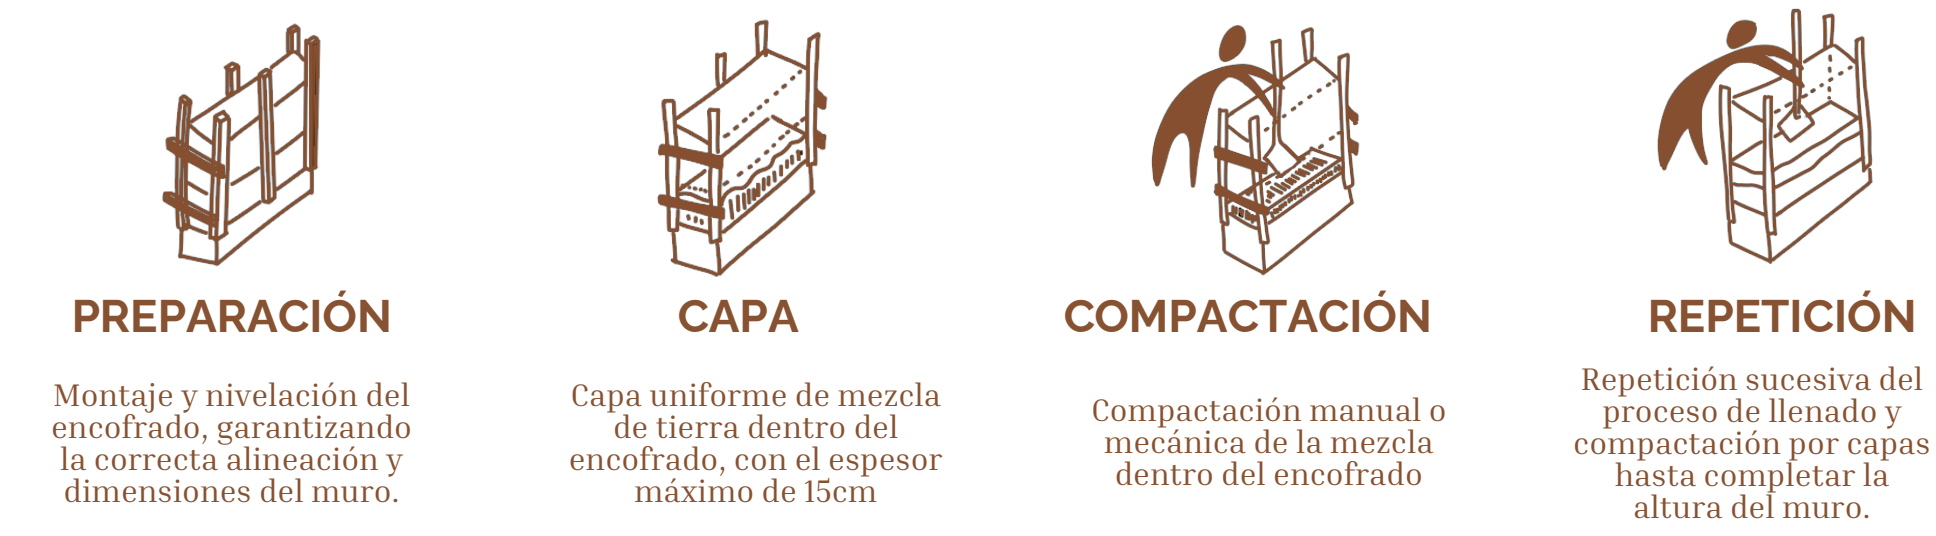 PREPARACIÓN
Montaje y nivelación del
encofrado, garantizando
la correcta alineación y
dimensiones del muro.
CAPA
Capa uniforme de mezcla
de tierra dentro del
encofrado, con el espesor
máximo de 15cm
COMPACTACIÓN
Compactación manual o
mecánica de la mezcla
dentro del encofrado
REPETICIÓN
Repetición sucesiva del
proceso de llenado y
compactación por capas
hasta completar la
altura del muro.